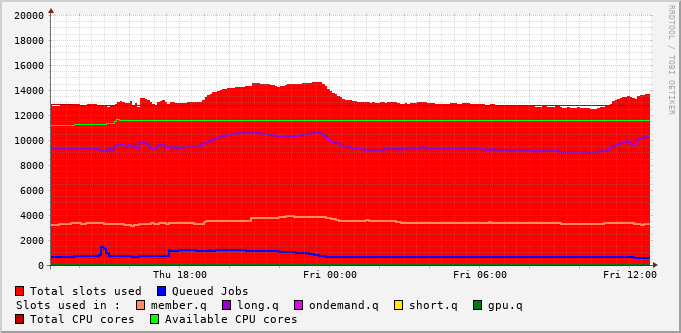 20000
18000
16000
14000
12000
10000
8000
6000
4000
2000
0
Thu 18:00 Fri 00:00 Fri 06:00 Fri 12:00
Total slots used Queued Jobs
Slots used in : member.q long.q ondemand.q short.q gpu.q
Total CPU cores Available CPU cores
RRDTOOL / TOBI OETIKER